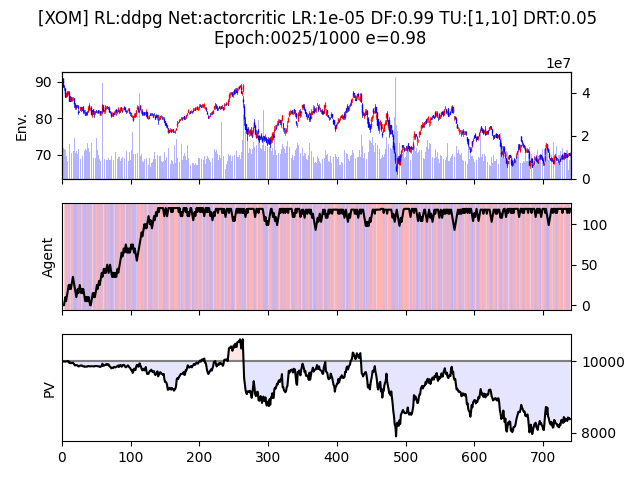 [XOM] RL:ddpg Net:actorcritic LR:1e-05 DF:0.99 TU:[1,10] DRT:0.05
Epoch:0025/1000 e=0.98
1e7
90
80
70
Env.
4
2
0
Agent
100
50
0
PV
10000
8000
0 100 200 300 400 500 600 700